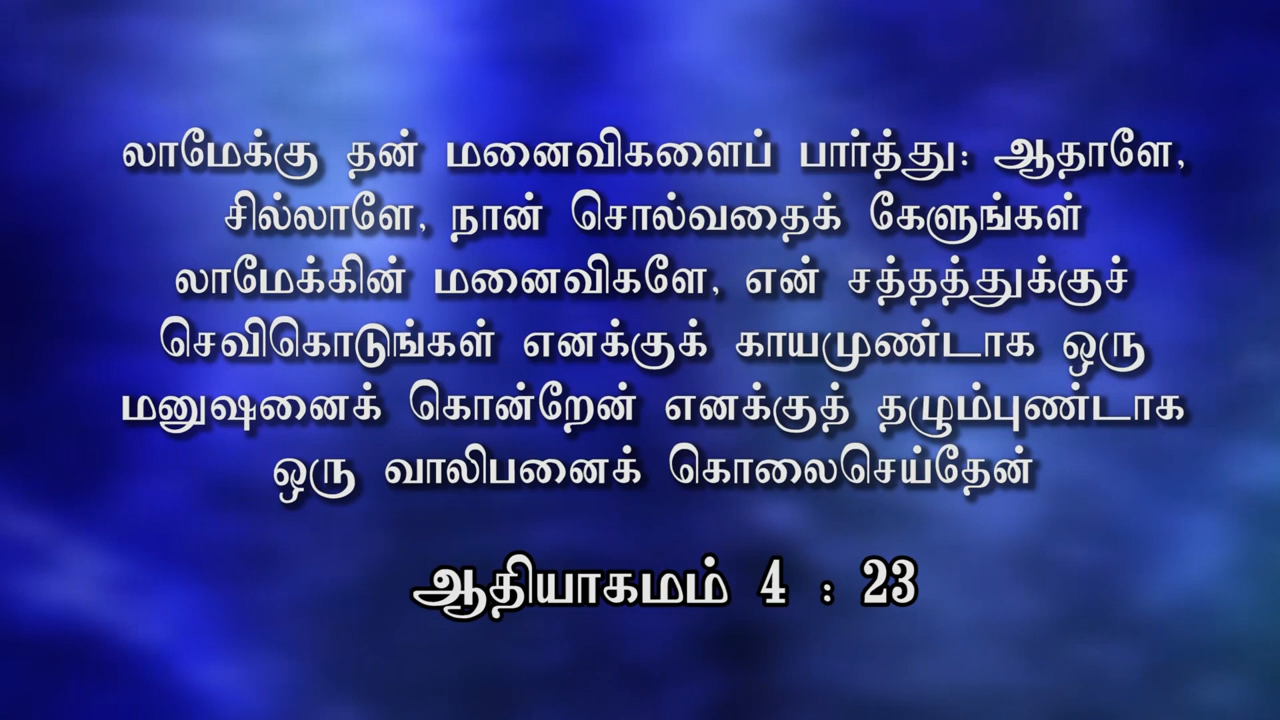 லாமேக்கு தன் மனைவிகளைப் பார்த்து: ஆதாளே,
சில்லாளே, நான் சொல்வதைக் கேளுங்கள்
லாமேக்கின் மனைவிகளே, என் சத்தத்துக்குச்
செவிகொடுங்கள் எனக்குக் காயமுண்டாக ஒரு
மனுஷனைக் கொன்றேன் எனக்குத் தழும்புண்டாக
ஒரு வாலிபனைக் கொலைசெய்தேன்
ஆதியாகமம் 4 : 23